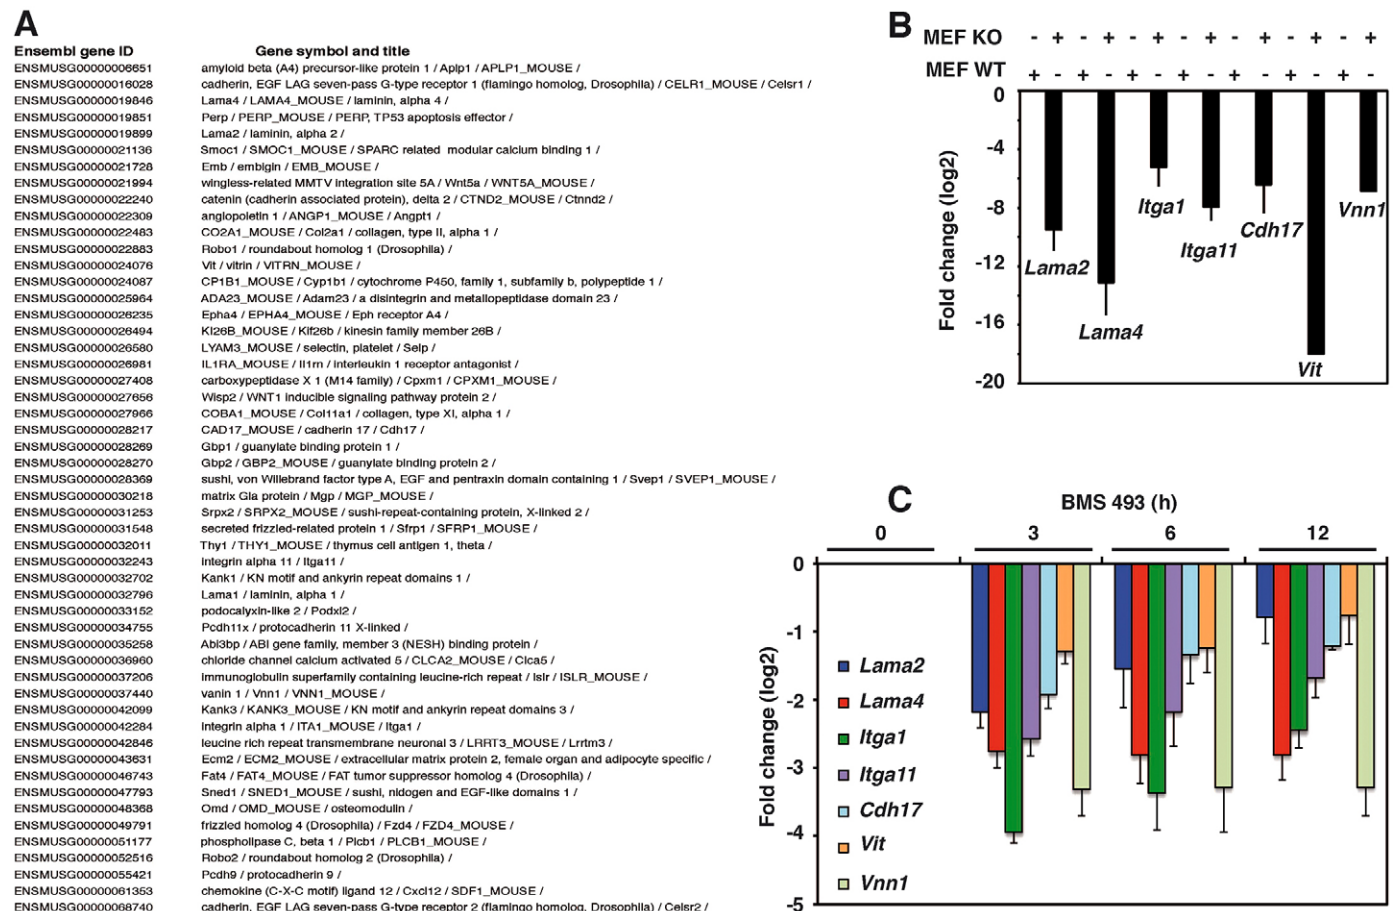 A
Ensembl gene ID Gene symbol and title
ENSMUSG00000006651 amyloid beta (A4) precursor-like protein 1 / Aplp1 / APLP1_MOUSE /
ENSMUSG00000016028 cadherin, EGF LAG seven-pass G-type receptor 1 (flamingo homolog, Drosophila) / CELR1_MOUSE / Celsr1 /
ENSMUSG00000019846 Lama4 / LAMA4_MOUSE / laminin, alpha 4 /
ENSMUSG00000019851 Perp / PERP_MOUSE / PERP, TP53 apoptosis effector /
ENSMUSG00000019899 Lama2 / laminin, alpha 2 /
ENSMUSG00000021136 Smoc1 / SMOC1_MOUSE / SPARC related modular calcium binding 1 /
ENSMUSG00000021728 Emb / embigin / EMB_MOUSE /
ENSMUSG00000021994 wingless-related MMTV integration site 5A / Wnt5a / WNT5A_MOUSE /
ENSMUSG00000022240 catenin (cadherin associated protein), delta 2 / CTND2_MOUSE / Ctnnd2 /
ENSMUSG00000022309 angiopoietin 1 / ANGP1_MOUSE / Angpt1 /
ENSMUSG00000022483 CO2A1_MOUSE / Col2a1 / collagen, type II, alpha 1 /
ENSMUSG00000022883 Robo1 / roundabout homolog 1 (Drosophila) /
ENSMUSG00000024076 Vit / vitrin / VITRN_MOUSE /
ENSMUSG00000024087 CP1B1_MOUSE / Cyp1b1 / cytochrome P450, family 1, subfamily b, polypeptide 1 /
ENSMUSG00000025964 ADA23_MOUSE / Adam23 / a disintegrin and metallopeptidase domain 23 /
ENSMUSG00000026235 Epha4 / EPHA4_MOUSE / Eph receptor A4 /
ENSMUSG00000026494 KI26B_MOUSE / Kif26b / kinesin family member 26B /
ENSMUSG00000026580 LYAM3_MOUSE / selectin, platelet / Selp /
ENSMUSG00000026981 IL1RA_MOUSE / Il1rn / interleukin 1 receptor antagonist /
ENSMUSG00000027408 carboxypeptidase X 1 (M14 family) / Cpxm1 / CPXM1_MOUSE /
ENSMUSG00000027656 Wisp2 / WNT1 inducible signaling pathway protein 2 /
ENSMUSG00000027966 COBA1_MOUSE / Col11a1 / collagen, type XI, alpha 1 /
ENSMUSG00000028217 CAD17_MOUSE / cadherin 17 / Cdh17 /
ENSMUSG00000028269 Gbp1 / guanylate binding protein 1 /
ENSMUSG00000028270 Gbp2 / GBP2_MOUSE / guanylate binding protein 2 /
ENSMUSG00000028369 sushi, von Willebrand factor type A, EGF and pentraxin domain containing 1 / Svep1 / SVEP1_MOUSE /
ENSMUSG00000030218 matrix Gla protein / Mgp / MGP_MOUSE /
ENSMUSG00000031253 Srpx2 / SRPX2_MOUSE / sushi-repeat-containing protein, X-linked 2 /
ENSMUSG00000031548 secreted frizzled-related protein 1 / Sfrp1 / SFRP1_MOUSE /
ENSMUSG00000032011 Thy1 / THY1_MOUSE / thymus cell antigen 1, theta /
ENSMUSG00000032243 integrin alpha 11 / Itga11 /
ENSMUSG00000032702 Kank1 / KN motif and ankyrin repeat domains 1 /
ENSMUSG00000032796 Lama1 / laminin, alpha 1 /
ENSMUSG00000033152 podocalyxin-like 2 / Podxl2 /
ENSMUSG00000034755 Pcdh11x / protocadherin 11 X-linked /
ENSMUSG00000035258 Abi3bp / ABI gene family, member 3 (NESH) binding protein /
ENSMUSG00000036960 chloride channel calcium activated 5 / CLCA2_MOUSE / Clca5 /
ENSMUSG00000037206 immunoglobulin superfamily containing leucine-rich repeat / Islr / ISLR_MOUSE /
ENSMUSG00000037440 vanin 1 / Vnn1 / VNN1_MOUSE /
ENSMUSG00000042099 Kank3 / KANK3_MOUSE / KN motif and ankyrin repeat domains 3 /
ENSMUSG00000042284 integrin alpha 1 / ITA1_MOUSE / Itga1 /
ENSMUSG00000042846 leucine rich repeat transmembrane neuronal 3 / LRRT3_MOUSE / Lrrtm3 /
ENSMUSG00000043631 Ecm2 / ECM2_MOUSE / extracellular matrix protein 2, female organ and adipocyte specific /
ENSMUSG00000046743 Fat4 / FAT4_MOUSE / FAT tumor suppressor homolog 4 (Drosophila) /
ENSMUSG00000047793 Sned1 / SNED1_MOUSE / sushi, nidogen and EGF-like domains 1 /
ENSMUSG00000048368 Omd / OMD_MOUSE / osteomodulin /
ENSMUSG00000049791 frizzled homolog 4 (Drosophila) / Fzd4 / FZD4_MOUSE /
ENSMUSG00000051177 phospholipase C, beta 1 / Plcb1 / PLCB1_MOUSE /
ENSMUSG00000052516 Robo2 / roundabout homolog 2 (Drosophila) /
ENSMUSG00000055421 Pcdh9 / protocadherin 9 /
ENSMUSG00000061353 chemokine (C-X-C motif) ligand 12 / Cxcl12 / SDF1_MOUSE /
ENSMUSG00000068740 cadherin, EGF LAG seven-pass G-type receptor 2 (flamingo homolog, Drosophila) / Celsr2 /
B
MEF KO - + - + - + - + - + - + - +
MEF WT + - + - + - + - + - + - + -
Fold change (log2)
0
-4
-8
-12
-16
-20
Lama2
Lama4
Itga1
Itga11
Cdh17
Vit
Vnn1
C
BMS 493 (h)
0 3 6 12
Fold change (log2)
0
-1
-2
-3
-4
-5
Lama2
Lama4
Itga1
Itga11
Cdh17
Vit
Vnn1